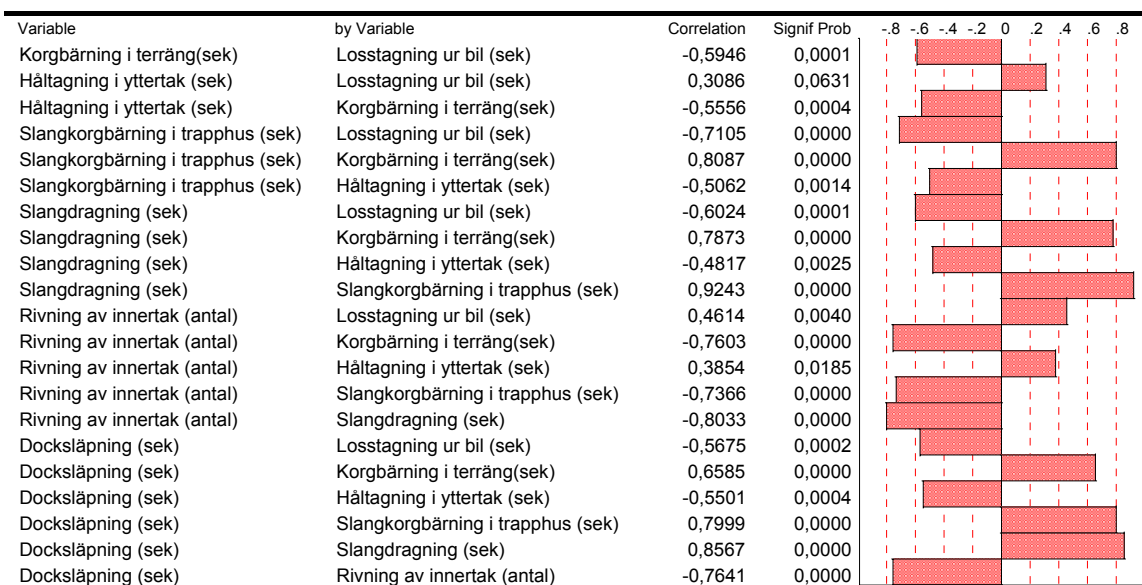 Variable by Variable Correlation Signif Prob -.8 -.6 -.4 -.2 0 .2 .4 .6 .8
Korgbärning i terräng(sek) Losstagning ur bil (sek) -0,5946 0,0001
Håltagning i yttertak (sek) Losstagning ur bil (sek) 0,3086 0,0631
Håltagning i yttertak (sek) Korgbärning i terräng(sek) -0,5556 0,0004
Slangkorgbärning i trapphus (sek) Losstagning ur bil (sek) -0,7105 0,0000
Slangkorgbärning i trapphus (sek) Korgbärning i terräng(sek) 0,8087 0,0000
Slangkorgbärning i trapphus (sek) Håltagning i yttertak (sek) -0,5062 0,0014
Slangdragning (sek) Losstagning ur bil (sek) -0,6024 0,0001
Slangdragning (sek) Korgbärning i terräng(sek) 0,7873 0,0000
Slangdragning (sek) Håltagning i yttertak (sek) -0,4817 0,0025
Slangdragning (sek) Slangkorgbärning i trapphus (sek) 0,9243 0,0000
Rivning av innertak (antal) Losstagning ur bil (sek) 0,4614 0,0040
Rivning av innertak (antal) Korgbärning i terräng(sek) -0,7603 0,0000
Rivning av innertak (antal) Håltagning i yttertak (sek) 0,3854 0,0185
Rivning av innertak (antal) Slangkorgbärning i trapphus (sek) -0,7366 0,0000
Rivning av innertak (antal) Slangdragning (sek) -0,8033 0,0000
Docksläpning (sek) Losstagning ur bil (sek) -0,5675 0,0002
Docksläpning (sek) Korgbärning i terräng(sek) 0,6585 0,0000
Docksläpning (sek) Håltagning i yttertak (sek) -0,5501 0,0004
Docksläpning (sek) Slangkorgbärning i trapphus (sek) 0,7999 0,0000
Docksläpning (sek) Slangdragning (sek) 0,8567 0,0000
Docksläpning (sek) Rivning av innertak (antal) -0,7641 0,0000